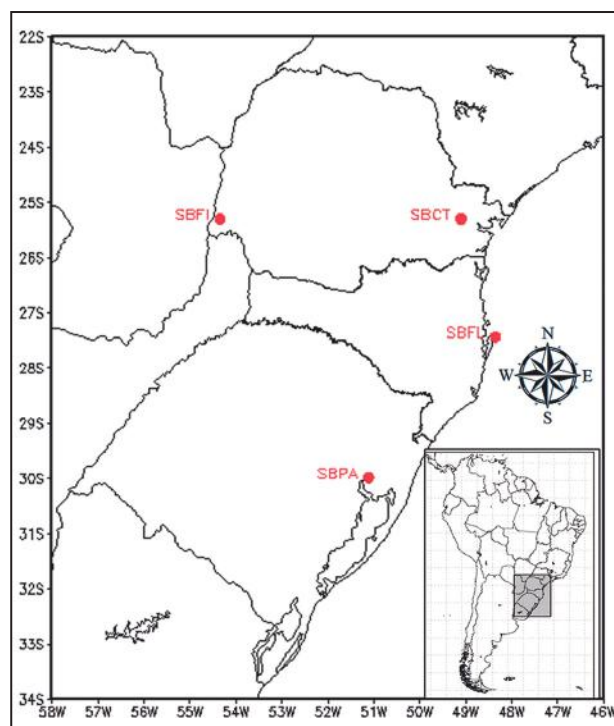 22S
23S
24S
25S
26S
27S
28S
29S
30S
31S
32S
33S
34S
SBFI
SBCT
SBFL
SBPA
N
W E
S
58W 57W 56W 55W 54W 53W 52W 51W 50W 49W 48W 47W 46W